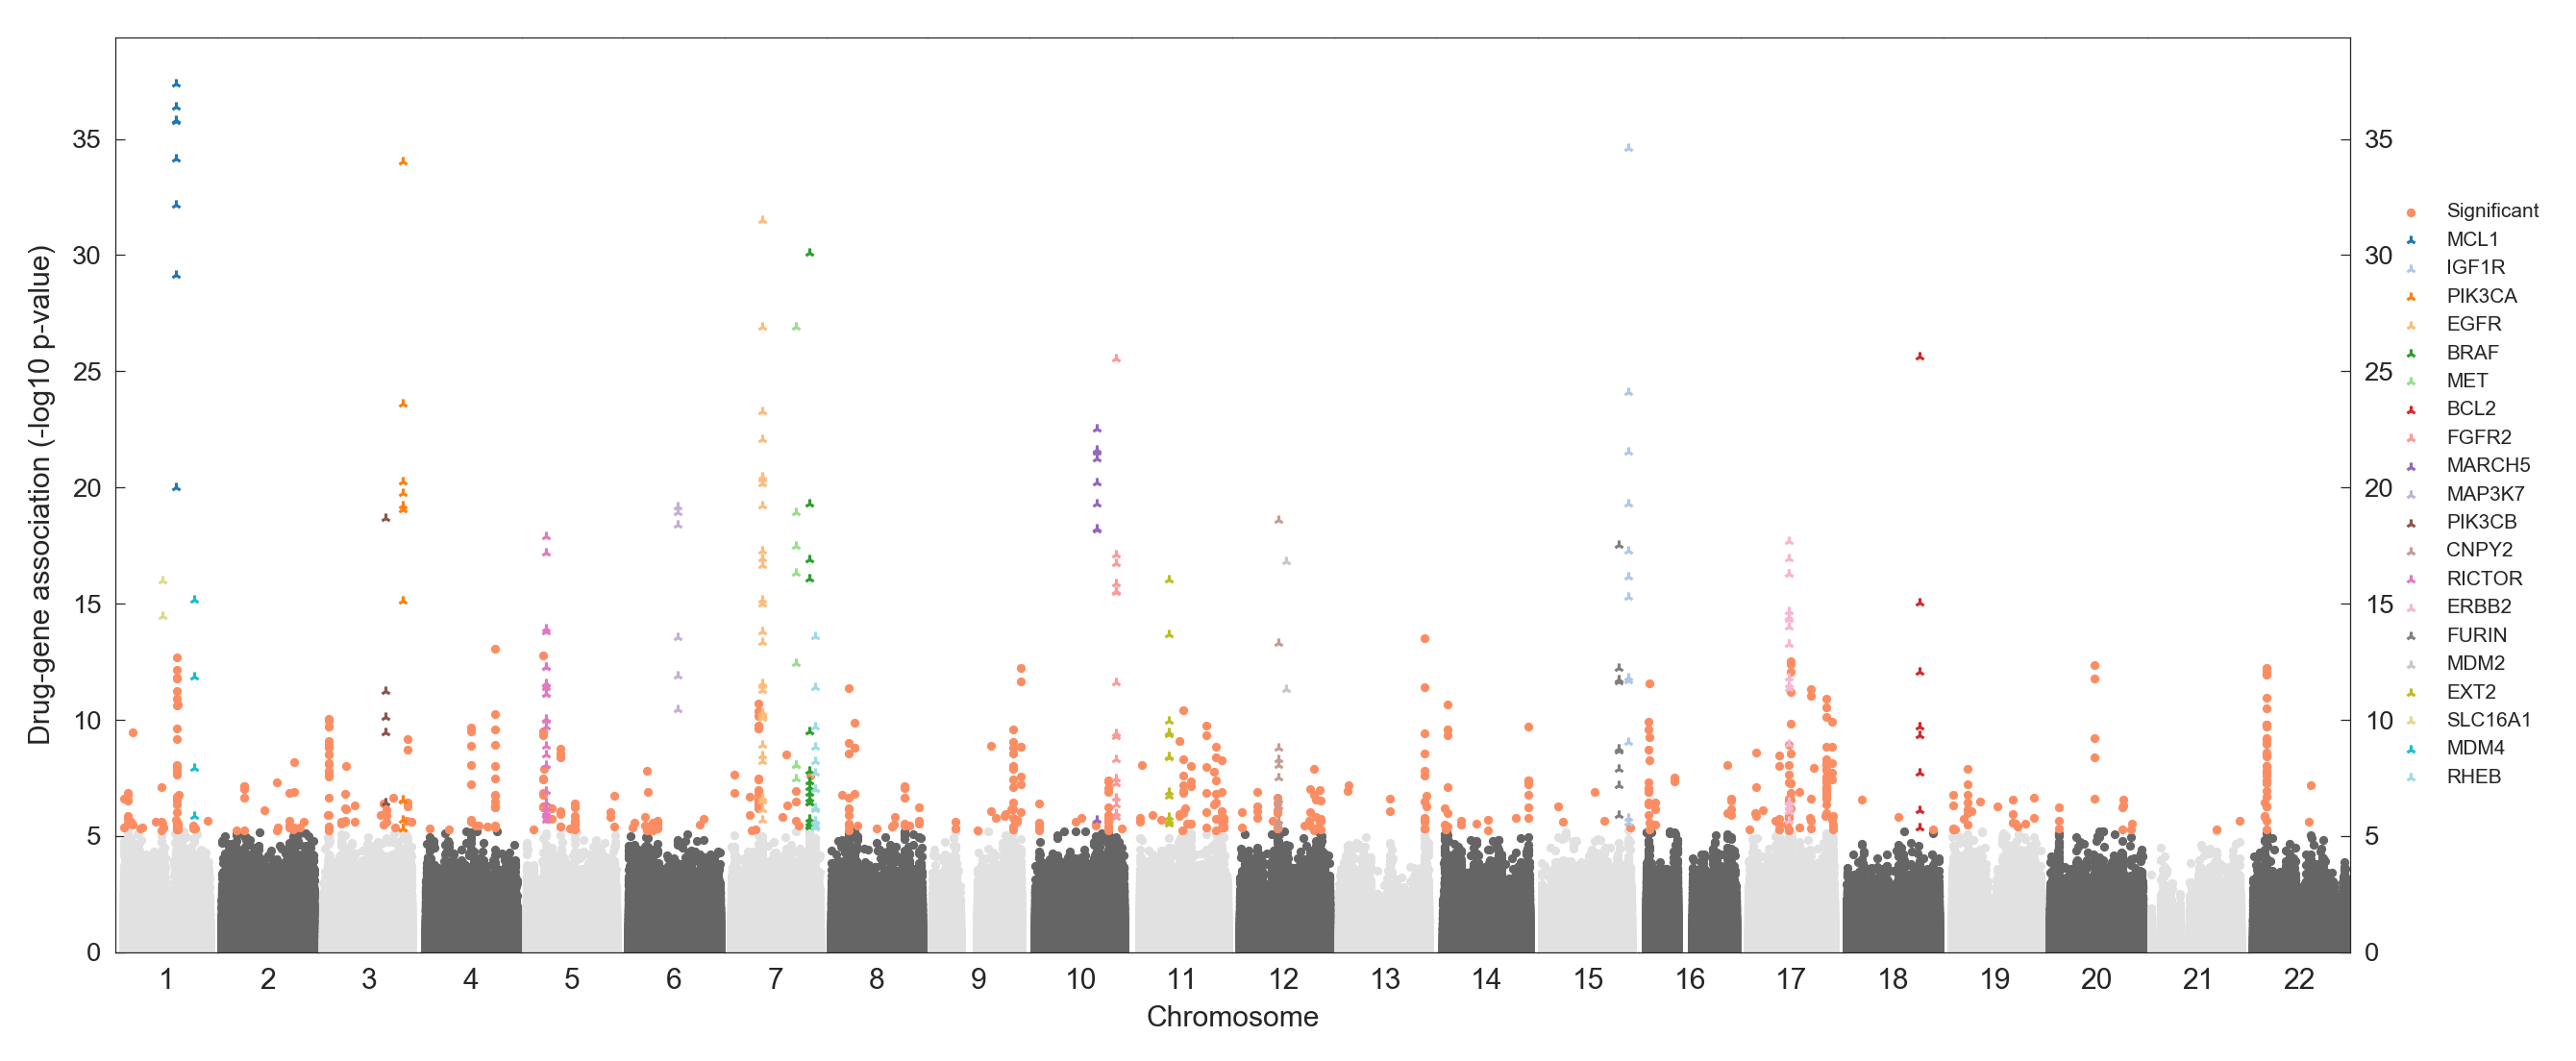 Drug-gene association (-log10 p-value)
35
30
25
20
15
10
5
0
35
30
25
20
15
10
5
0
1 2 3 4 5 6 7 8 9 10 11 12 13 14 15 16 17 18 19 20 21 22
Chromosome
Significant
MCL1
IGF1R
PIK3CA
EGFR
BRAF
MET
BCL2
FGFR2
MARCH5
MAP3K7
PIK3CB
CNPY2
RICTOR
ERBB2
FURIN
MDM2
EXT2
SLC16A1
MDM4
RHEB